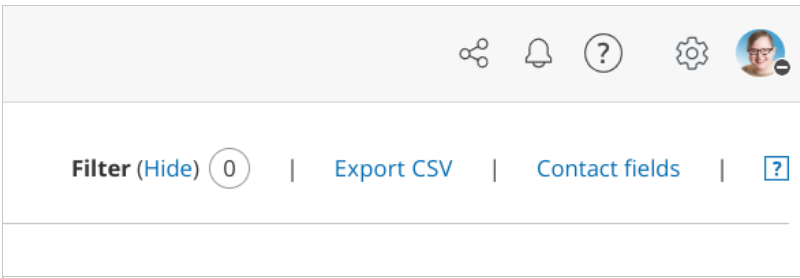 ?
Filter (Hide) 0 | Export CSV | Contact fields | ?